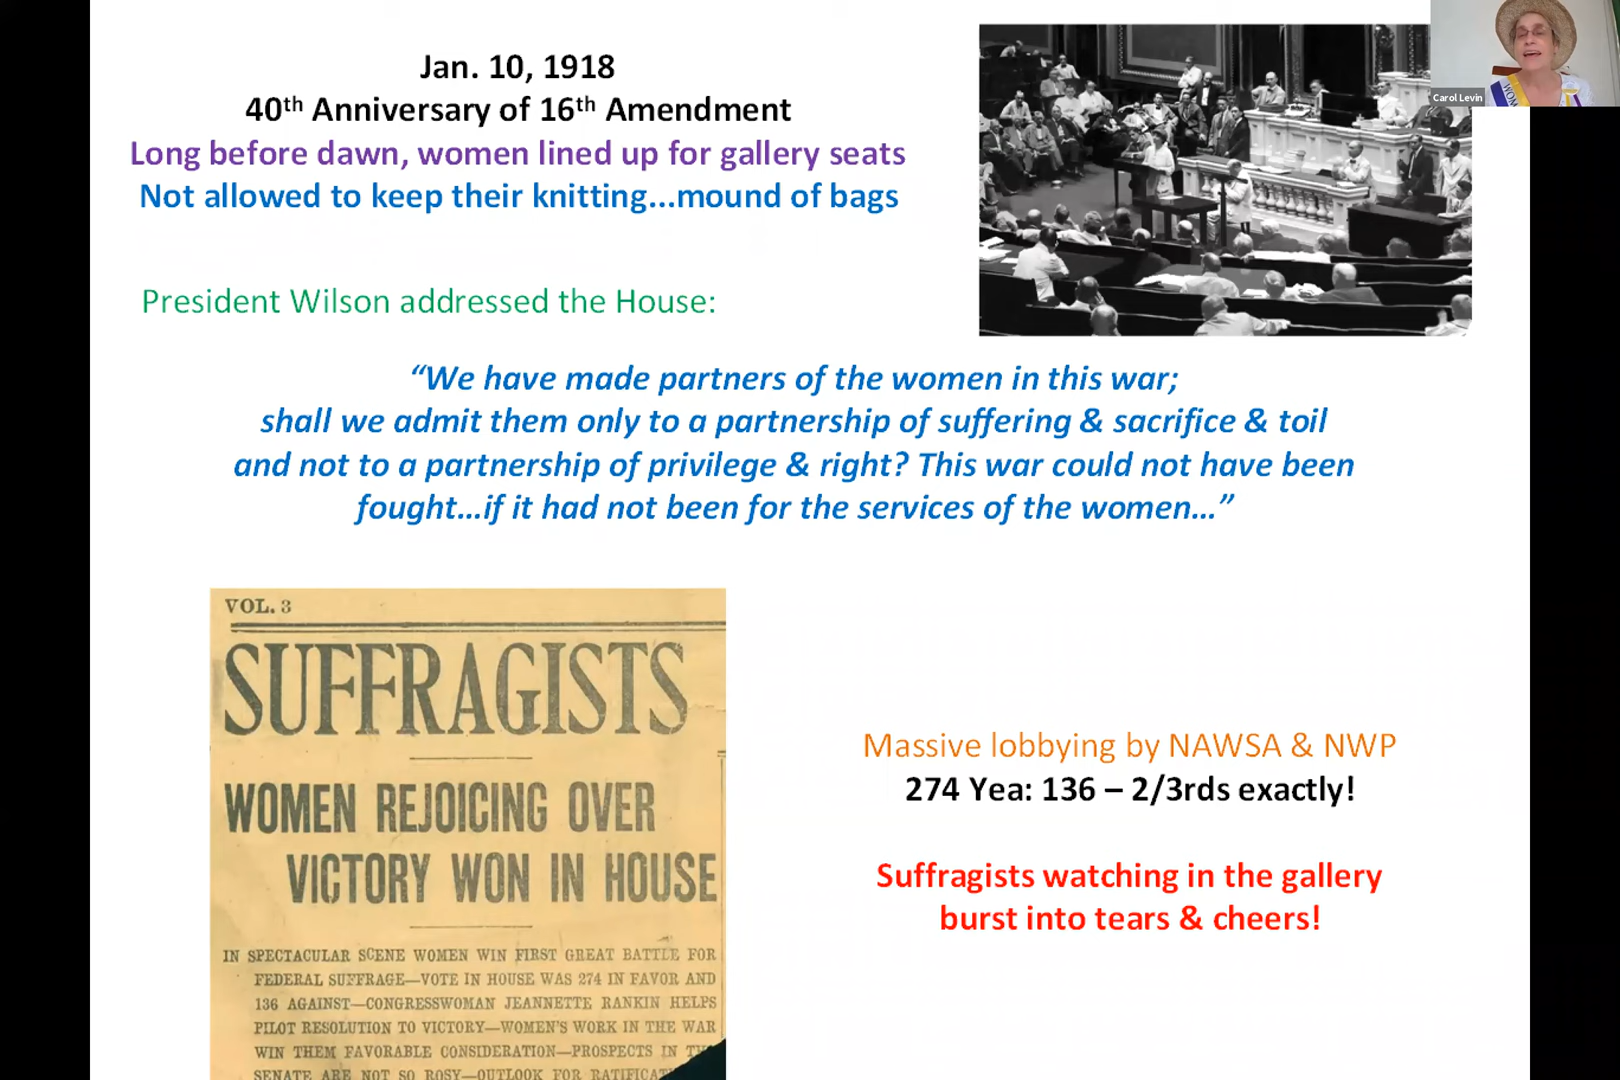 Jan. 10, 1918
40th Anniversary of 16th Amendment
Long before dawn, women lined up for gallery seats
Not allowed to keep their knitting...mound of bags
Carol Levin
WOM
President Wilson addressed the House:
“We have made partners of the women in this war;
shall we admit them only to a partnership of suffering & sacrifice & toil
and not to a partnership of privilege & right? This war could not have been
fought...if it had not been for the services of the women...”
VOL. 3
SUFFRAGISTS
WOMEN REJOICING OVER
VICTORY WON IN HOUSE
IN SPECTACULAR SCENE WOMEN WIN FIRST GREAT BATTLE FOR
FEDERAL SUFFRAGE—VOTE IN HOUSE WAS 274 IN FAVOR AND
136 AGAINST—CONGRESSWOMAN JEANNETTE RANKIN HELPS
PILOT RESOLUTION TO VICTORY—WOMEN'S WORK IN THE WAR
WIN THEM FAVORABLE CONSIDERATION—PROSPECTS IN
SENATE ARE NOT SO ROSY—OUTLOOK FOR
Massive lobbying by NAWSA & NWP
274 Yea: 136 – 2/3rds exactly!
Suffragists watching in the gallery
burst into tears & cheers!